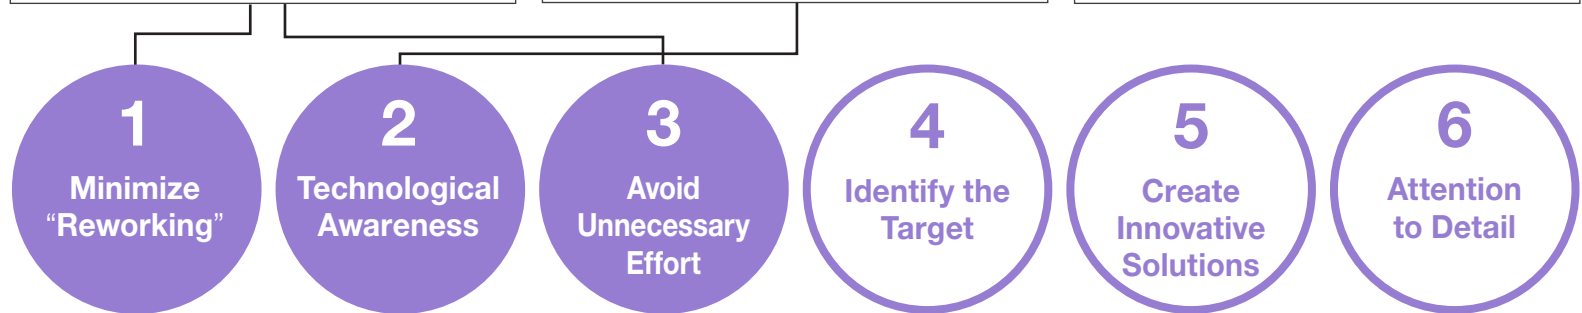 1
Minimize
“Reworking”
2
Technological
Awareness
3
Avoid
Unnecessary
Effort
4
Identify the
Target
5
Create
Innovative
Solutions
6
Attention
to Detail